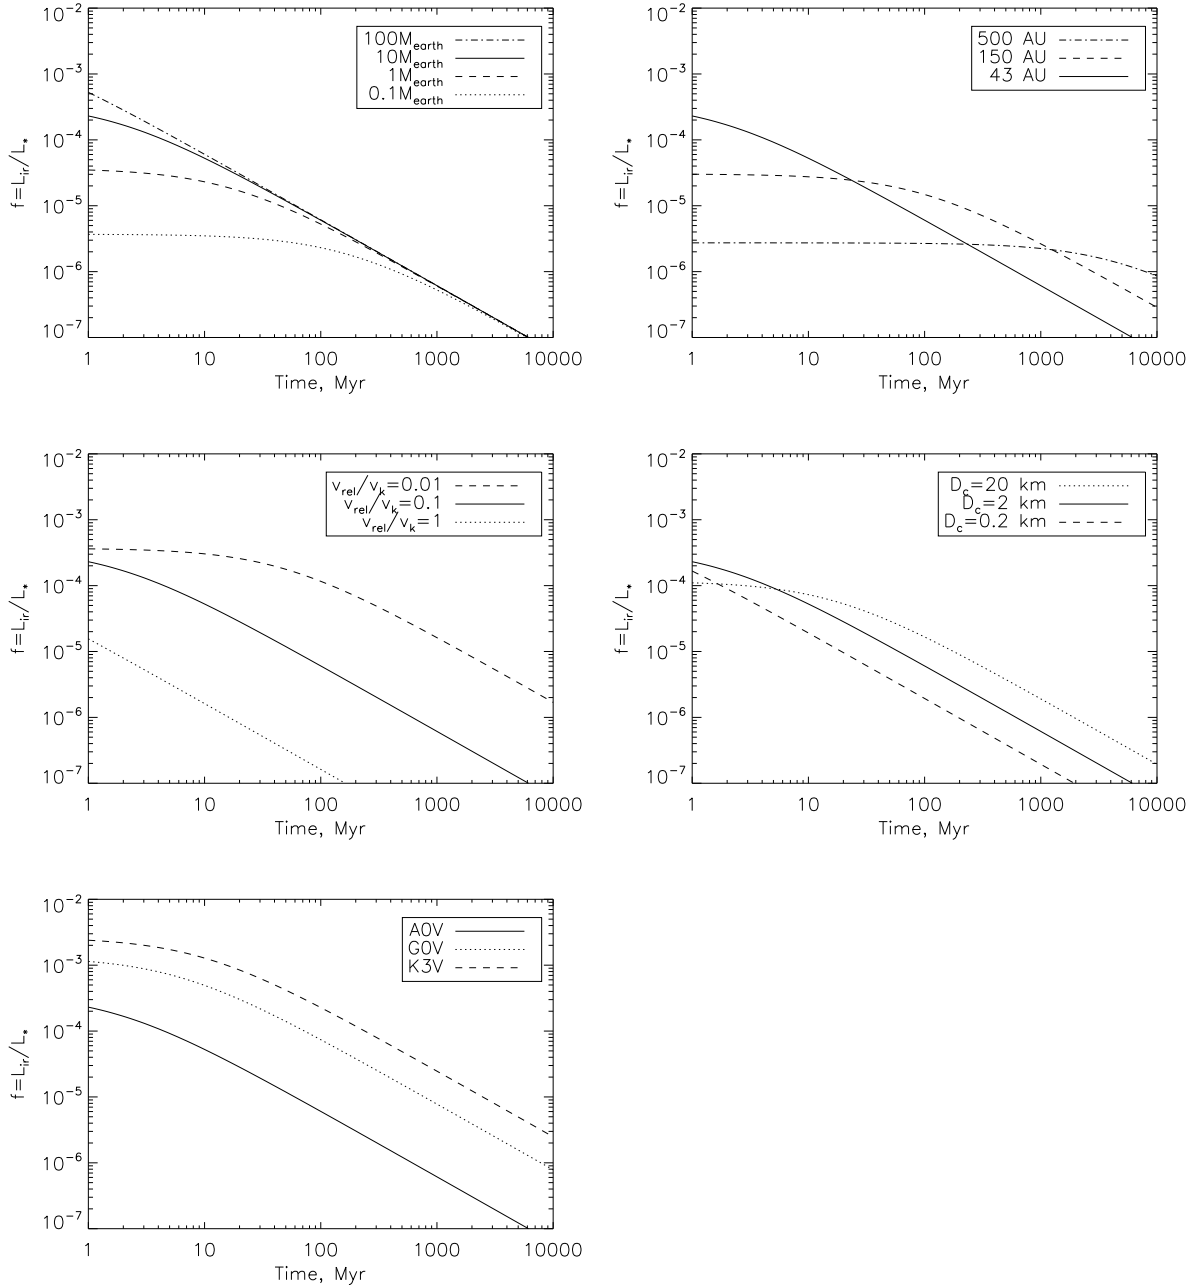 10^-2
10^-3
10^-4
10^-5
10^-6
10^-7
f=L_ir/L_*
100M_earth
10M_earth
1M_earth
0.1M_earth
1 10 100 1000 10000
Time, Myr
10^-2
10^-3
10^-4
10^-5
10^-6
10^-7
f=L_ir/L_*
500 AU
150 AU
43 AU
1 10 100 1000 10000
Time, Myr
10^-2
10^-3
10^-4
10^-5
10^-6
10^-7
f=L_ir/L_*
v_rel/v_k=0.01
v_rel/v_k=0.1
v_rel/v_k=1
1 10 100 1000 10000
Time, Myr
10^-2
10^-3
10^-4
10^-5
10^-6
10^-7
f=L_ir/L_*
D_c=20 km
D_c=2 km
D_c=0.2 km
1 10 100 1000 10000
Time, Myr
10^-2
10^-3
10^-4
10^-5
10^-6
10^-7
f=L_ir/L_*
A0V
G0V
K3V
1 10 100 1000 10000
Time, Myr